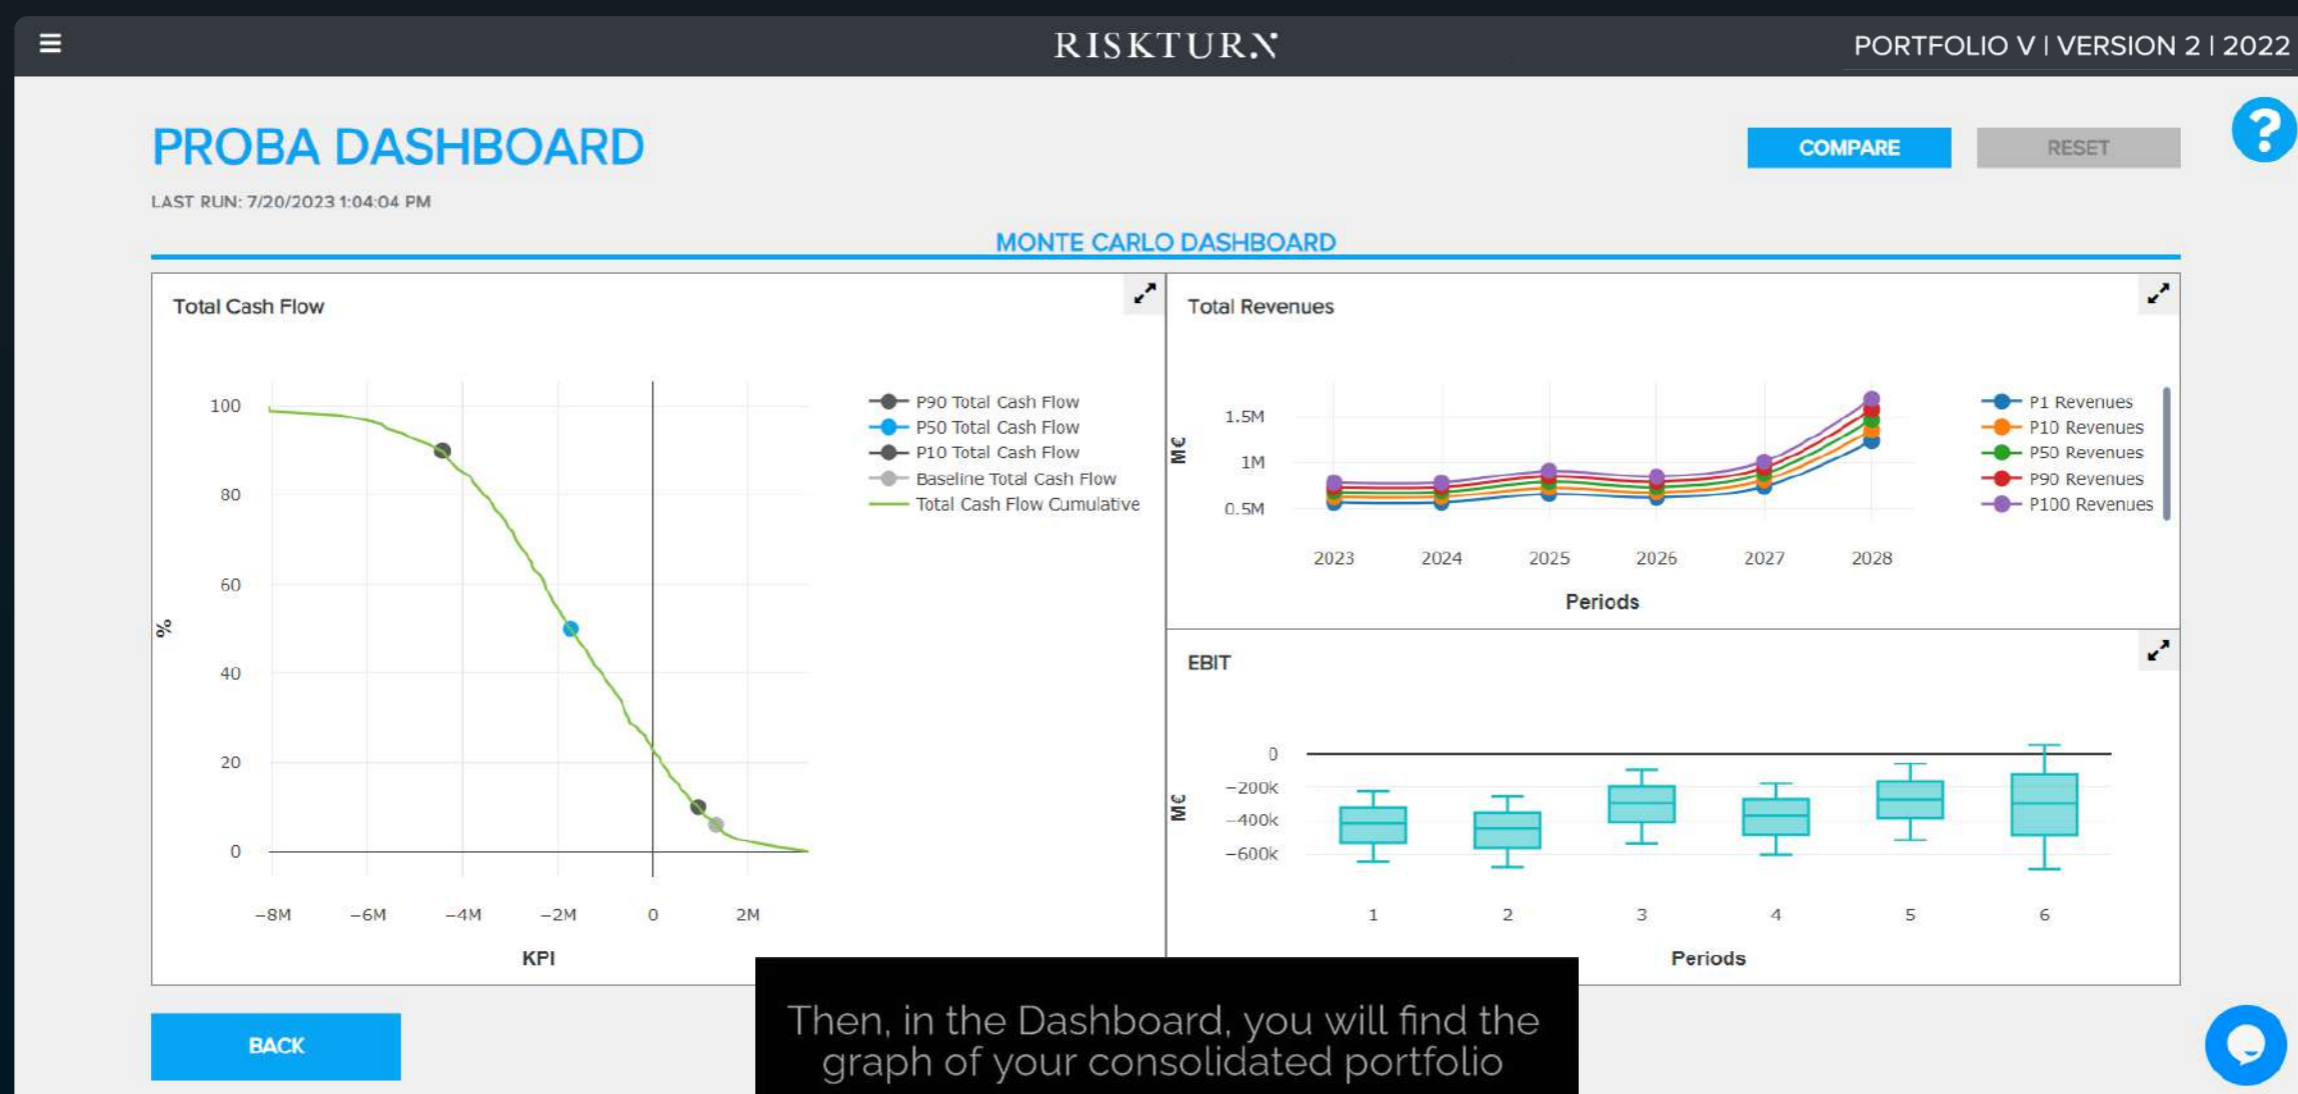 RISKTURN
PORTFOLIO V | VERSION 2 | 2022
PROBA DASHBOARD
COMPARE
RESET
?
LAST RUN: 7/20/2023 1:04:04 PM
MONTE CARLO DASHBOARD
Total Cash Flow
100
80
60
40
20
0
%
−8M
−6M
−4M
−2M
0
2M
KPI
P90 Total Cash Flow
P50 Total Cash Flow
P10 Total Cash Flow
Baseline Total Cash Flow
Total Cash Flow Cumulative
Total Revenues
1.5M
1M
0.5M
M€
2023
2024
2025
2026
2027
2028
Periods
P1 Revenues
P10 Revenues
P50 Revenues
P90 Revenues
P100 Revenues
EBIT
0
−200k
−400k
−600k
M€
1
2
3
4
5
6
Periods
BACK
Then, in the Dashboard, you will find the
graph of your consolidated portfolio